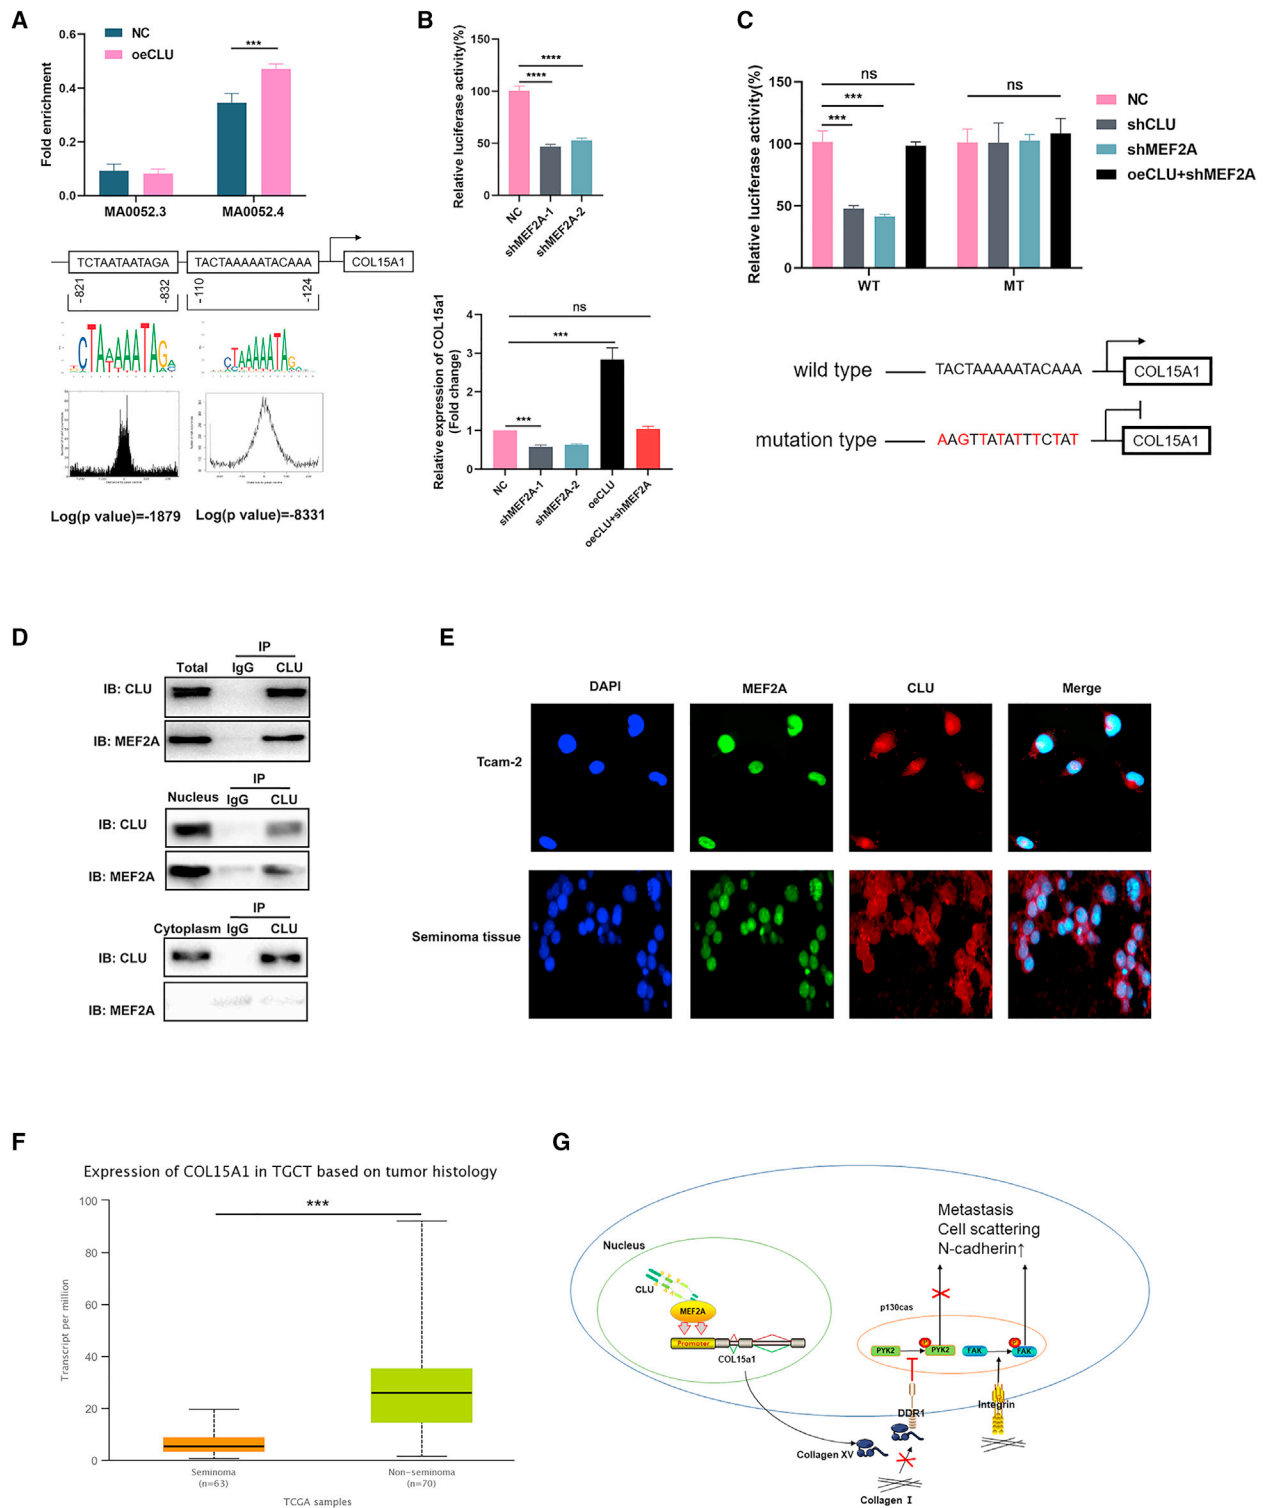 A
NC
oeCLU
***
Fold enrichment
0.6
0.4
0.2
0.0
MA0052.3
MA0052.4
TCTAATAATAGA
TACTAAAAATACAAA
COL15A1
-821
-832
-110
-124
Log(p value)=-1879
Log(p value)=-8331
B
Relative luciferase activity(%)
150
100
50
0
****
****
NC
shMEF2A-1
shMEF2A-2
Relative expression of COL15a1
(Fold change)
4
3
2
1
0
ns
***
***
NC
shMEF2A-1
shMEF2A-2
oeCLU
oeCLU+shMEF2A
C
Relative luciferase activity(%)
150
100
50
0
ns
***
***
ns
WT
MT
NC
shCLU
shMEF2A
oeCLU+shMEF2A
wild type
TACTAAAAATACAAA
COL15A1
mutation type
AAGTTATATTTCTAT
COL15A1
D
IP
Total
IgG
CLU
IB: CLU
IB: MEF2A
IP
Nucleus
IgG
CLU
IB: CLU
IB: MEF2A
IP
Cytoplasm
IgG
CLU
IB: CLU
IB: MEF2A
E
DAPI
MEF2A
CLU
Merge
Tcam-2
Seminoma tissue
F
Expression of COL15A1 in TGCT based on tumor histology
***
Transcript per million
100
80
60
40
20
0
Seminoma
(n=63)
Non-seminoma
(n=70)
TCGA samples
G
Metastasis
Cell scattering
N-cadherin↑
Nucleus
CLU
MEF2A
Promoter
COL15a1
p130cas
P
P
PYK2
PYK2
FAK
FAK
DDR1
Integrin
Collagen XV
Collagen I